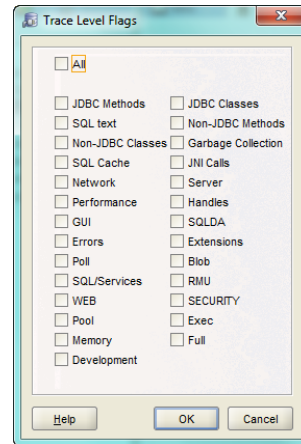 Trace Level Flags
All
JDBC Methods JDBC Classes
SQL text Non-JDBC Methods
Non-JDBC Classes Garbage Collection
SQL Cache JNI Calls
Network Server
Performance Handles
GUI SQLDA
Errors Extensions
Poll Blob
SQL/Services RMU
WEB SECURITY
Pool Exec
Memory Full
Development
Help OK Cancel